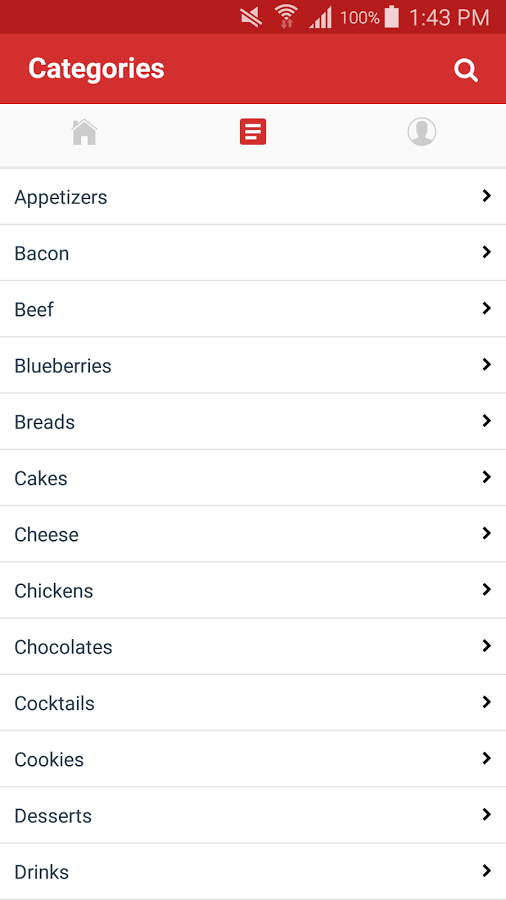 100% 1:43 PM
Categories
Appetizers
Bacon
Beef
Blueberries
Breads
Cakes
Cheese
Chickens
Chocolates
Cocktails
Cookies
Desserts
Drinks